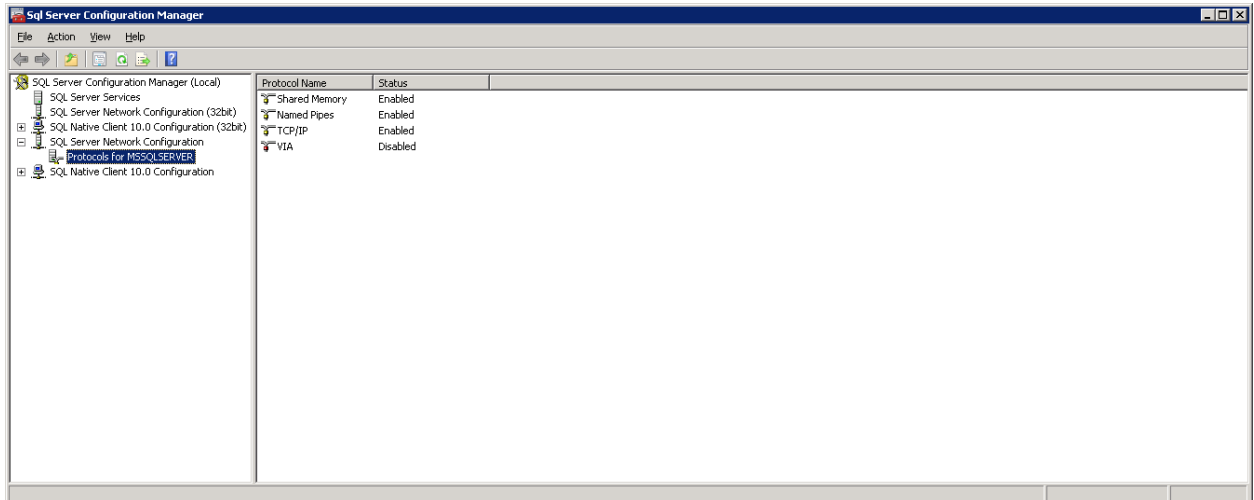 Sql Server Configuration Manager
File Action View Help
SQL Server Configuration Manager (Local)
SQL Server Services
SQL Server Network Configuration (32bit)
SQL Native Client 10.0 Configuration (32bit)
SQL Server Network Configuration
Protocols for MSSQLSERVER
SQL Native Client 10.0 Configuration
Protocol Name Status
Shared Memory Enabled
Named Pipes Enabled
TCP/IP Enabled
VIA Disabled